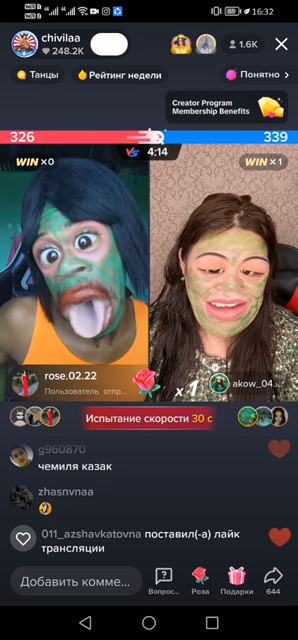 16:32
chivilaa
248.2K
1.6K
Танцы
Рейтинг недели
Понятно >
Creator Program
Membership Benefits
326
339
WIN ×0
VS 4:14
WIN ×1
rose.02.22
Пользователь отпр...
x 1
akow_04...
Испытание скорости 30 с
g960870
чемиля казак
zhasnvnaa
011_azshavkatovna поставил(-а) лайк
трансляции
Добавить комме...
Вопрос...
Роза
Подарки
644